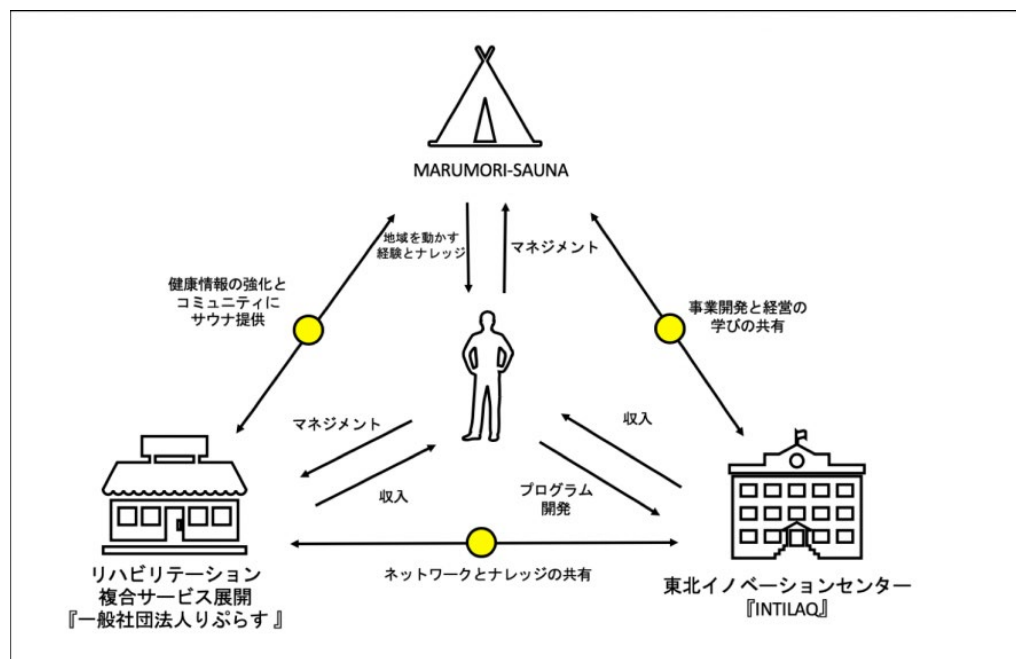 MARUMORI-SAUNA
地域を動かす
経験とナレッジ
マネジメント
健康情報の強化と
コミュニティに
サウナ提供
事業開発と経営の
学びの共有
マネジメント
収入
収入
プログラム
開発
ネットワークとナレッジの共有
リハビリテーション
複合サービス展開
『一般社団法人りぷらす』
東北イノベーションセンター
『INTILAQ』